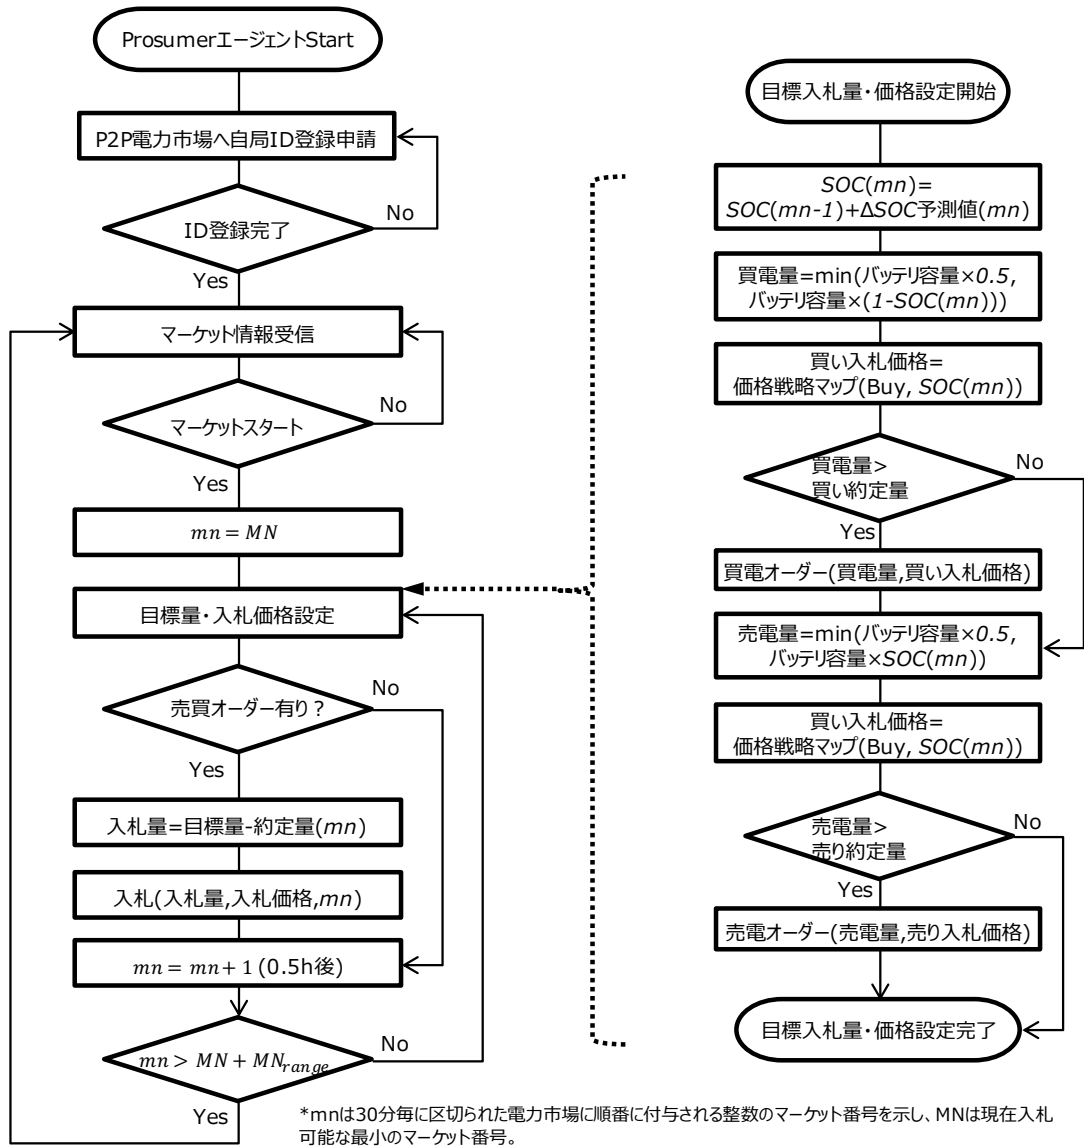 ProsumerエージェントStart
P2P電力市場へ自局ID登録申請
ID登録完了
No
Yes
マーケット情報受信
マーケットスタート
No
Yes
mn = MN
目標量・入札価格設定
売買オーダー有り？
No
Yes
入札量=目標量-約定量(mn)
入札(入札量,入札価格,mn)
mn = mn + 1 (0.5h後)
mn > MN + MNrange
No
Yes
目標入札量・価格設定開始
SOC(mn)=
SOC(mn-1)+ΔSOC予測値(mn)
買電量=min(バッテリ容量×0.5,
バッテリ容量×(1-SOC(mn)))
買い入札価格=
価格戦略マップ(Buy, SOC(mn))
買電量>
買い約定量
No
Yes
買電オーダー(買電量,買い入札価格)
売電量=min(バッテリ容量×0.5,
バッテリ容量×SOC(mn))
買い入札価格=
価格戦略マップ(Buy, SOC(mn))
売電量>
売り約定量
No
Yes
売電オーダー(売電量,売り入札価格)
目標入札量・価格設定完了
*mnは30分毎に区切られた電力市場に順番に付与される整数のマーケット番号を示し、MNは現在入札
可能な最小のマーケット番号。